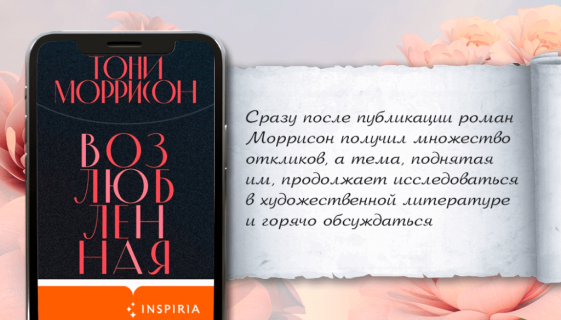 ТОНИ
МОРРИСОН
ВОЗ
ЛЮБ
ЛЕН
НАЯ
INSPIRIA
Сразу после публикации роман
Моррисон получил множество
откликов, а тема, поднятая
им, продолжает исследоваться
в художественной литературе
и горячо обсуждаться